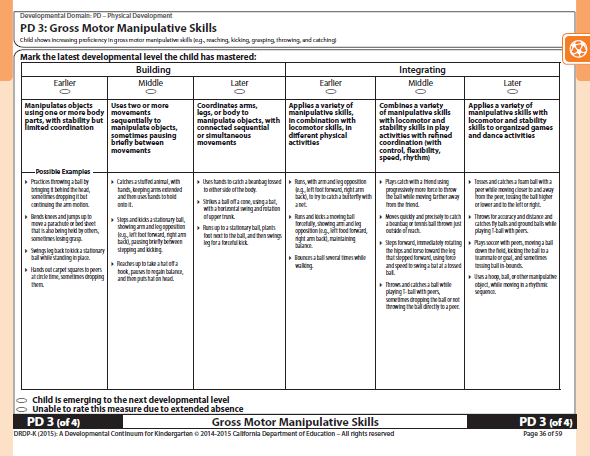 Developmental Domain: PD – Physical Development
PD 3: Gross Motor Manipulative Skills
Child shows increasing proficiency in gross motor manipulative skills (e.g., reaching, kicking, grasping, throwing, and catching)
Mark the latest developmental level the child has mastered:
Building
Integrating
Earlier
Middle
Later
Earlier
Middle
Later
Manipulates objects
using one or more body
parts, with stability but
limited coordination
Uses two or more
movements
sequentially to
manipulate objects,
sometimes pausing
briefly between
movements
Coordinates arms,
legs, or body to
manipulate objects, with
connected sequential
or simultaneous
movements
Applies a variety of
manipulative skills,
in combination with
locomotor skills, in
different physical
activities
Combines a variety
of manipulative skills
with locomotor and
stability skills in play
activities with refined
coordination (with
control, flexibility,
speed, rhythm)
Applies a variety of
manipulative skills with
locomotor and stability
skills to organized games
and dance activities
Possible Examples
Practices throwing a ball by
bringing it behind the head,
sometimes dropping it but
continuing the arm motion.
Bends knees and jumps up to
move a parachute or bed sheet
that is also being held by others,
sometimes losing grasp.
Swings leg back to kick a stationary
ball while standing in place.
Hands out carpet squares to peers
at circle time, sometimes dropping
them.
Catches a stuffed animal, with
hands, keeping arms extended
and then uses hands to hold
onto it.
Steps and kicks a stationary ball,
showing arm and leg opposition
(e.g., left foot forward, right arm
back), pausing briefly between
stepping and kicking.
Reaches up to take a hat off a
hook, pauses to regain balance,
and then puts hat on head.
Uses hands to catch a beanbag tossed
to either side of the body.
Strikes a ball off a cone, using a bat,
with a horizontal swing and rotation
of upper trunk.
Runs up to a stationary ball, plants
foot next to the ball, and then swings
leg for a forceful kick.
Runs, with arm and leg opposition
(e.g., left foot forward, right arm
back), to try to catch a butterfly with
a net.
Runs and kicks a moving ball
forcefully, showing arm and leg
opposition (e.g., left foot forward,
right arm back), maintaining
balance.
Bounces a ball several times while
walking.
Plays catch with a friend using
progressively more force to throw
the ball while moving farther away
from the friend.
Moves quickly and precisely to catch
a beanbag or tennis ball thrown just
outside of reach.
Steps forward, immediately rotating
the hips and torso toward the leg
that stepped forward, using force
and speed to swing a bat at a tossed
ball.
Throws and catches a ball while
playing T-ball with peers,
sometimes dropping the ball or not
throwing the ball directly to a peer.
Tosses and catches a foam ball with a
peer while moving closer to and away
from the peer, tossing the ball higher
or lower and to the left or right.
Throws for accuracy and distance and
catches fly balls and ground balls while
playing T-ball with peers.
Plays soccer with peers, moving a ball
down the field, kicking the ball to a
teammate or goal, and sometimes
tossing ball in-bounds.
Uses a hoop, ball, or other manipulative
object, while moving in a rhythmic
sequence.
Child is emerging to the next developmental level
Unable to rate this measure due to extended absence
PD 3 (of 4)
Gross Motor Manipulative Skills
PD 3 (of 4)
DRDP-K (2015): A Developmental Continuum for Kindergarten © 2014-2015 California Department of Education – All rights reserved
Page 36 of 59